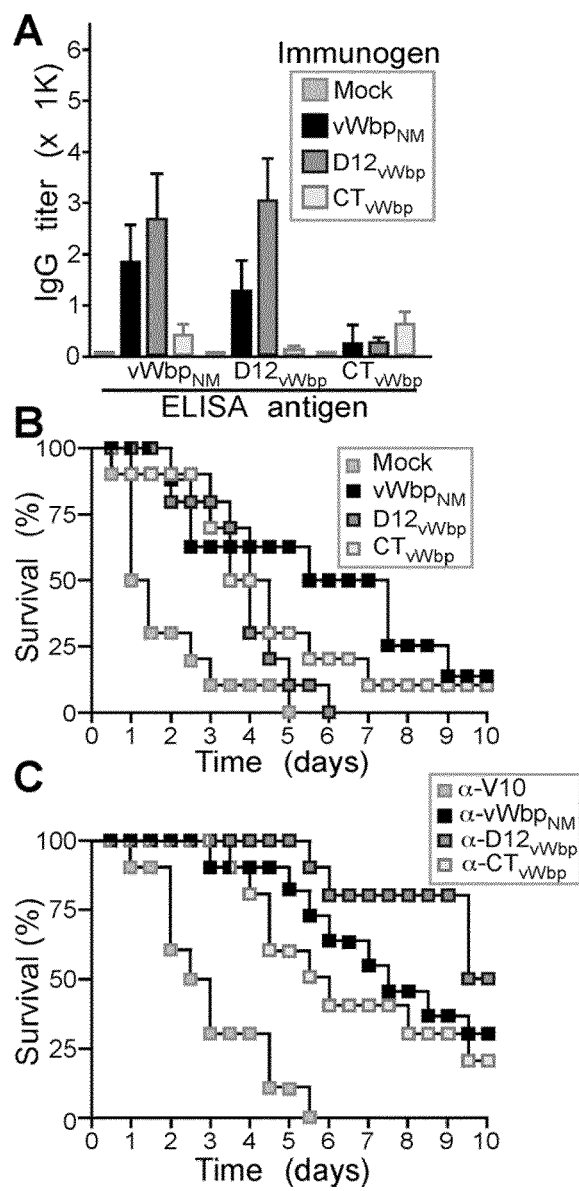 A
Immunogen
Mock
vWbpNM
D12vWbp
CTvWbp
IgG titer (x 1K)
6
5
4
3
2
1
0
vWbpNM D12vWbp CTvWbp
ELISA antigen
B
Mock
vWbpNM
D12vWbp
CTvWbp
Survival (%)
100
75
50
25
0
0 1 2 3 4 5 6 7 8 9 10
Time (days)
C
α-V10
α-vWbpNM
α-D12vWbp
α-CTvWbp
Survival (%)
100
75
50
25
0
0 1 2 3 4 5 6 7 8 9 10
Time (days)